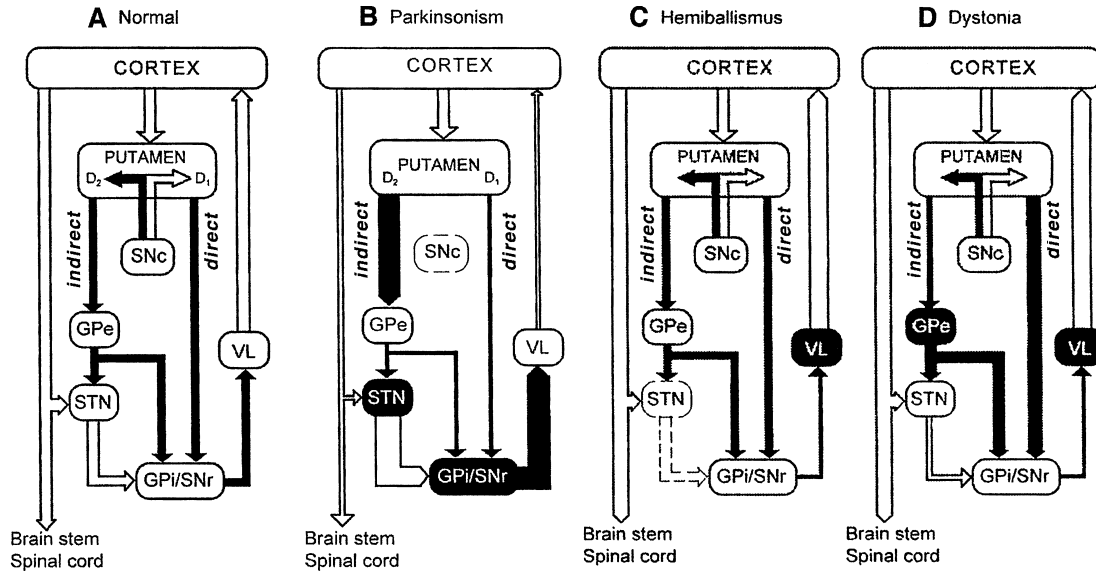 A Normal
CORTEX
PUTAMEN
D2 D1
indirect
direct
SNc
GPe
VL
STN
GPi/SNr
Brain stem
Spinal cord
B Parkinsonism
CORTEX
PUTAMEN
D2 D1
indirect
direct
SNc
GPe
VL
STN
GPi/SNr
Brain stem
Spinal cord
C Hemiballismus
CORTEX
PUTAMEN
indirect
direct
SNc
GPe
VL
STN
GPi/SNr
Brain stem
Spinal cord
D Dystonia
CORTEX
PUTAMEN
indirect
direct
SNc
GPe
VL
STN
GPi/SNr
Brain stem
Spinal cord